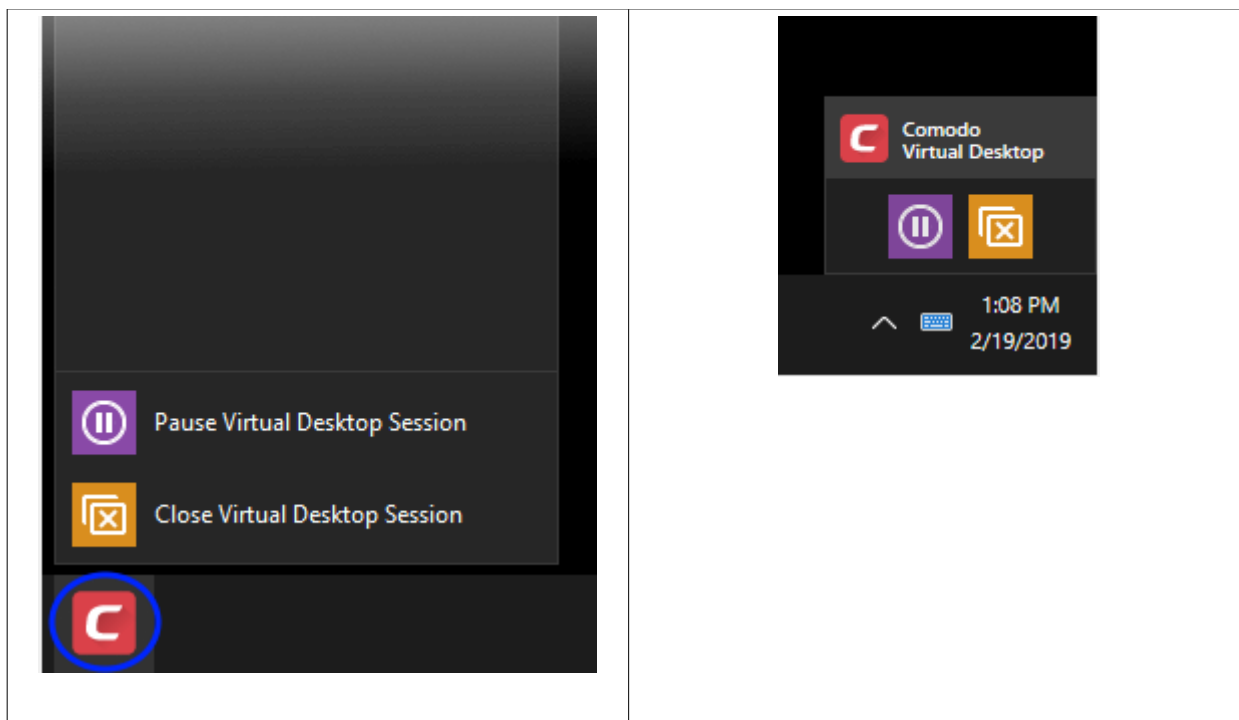 Pause Virtual Desktop Session
Close Virtual Desktop Session
Comodo
Virtual Desktop
1:08 PM
2/19/2019